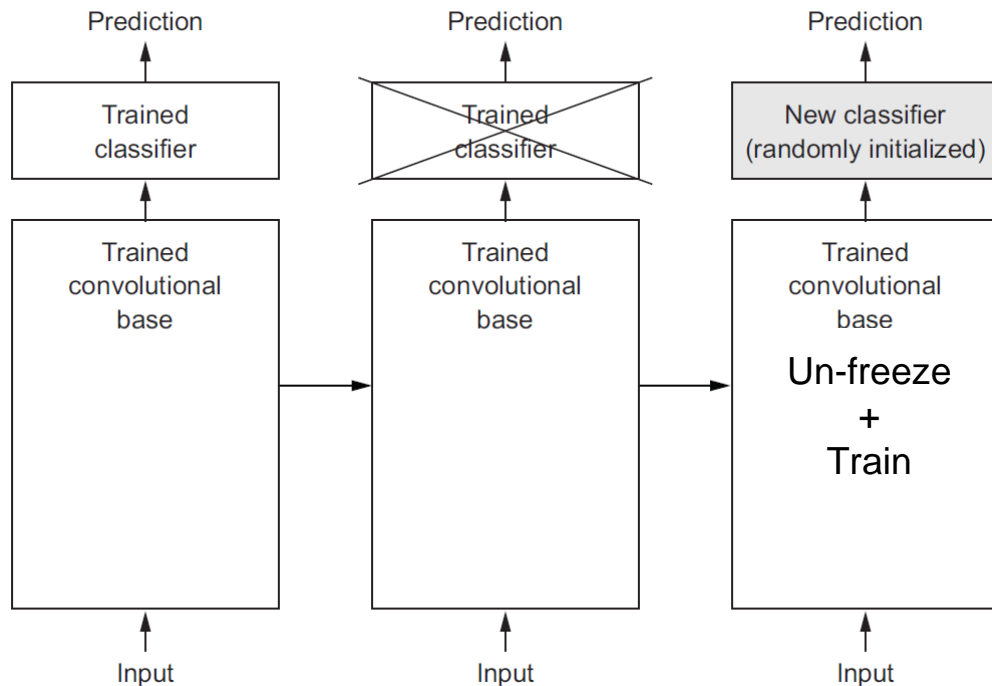 Prediction
Trained
classifier
Trained
convolutional
base
Input
Prediction
Trained
classifier
Trained
convolutional
base
Input
Prediction
New classifier
(randomly initialized)
Trained
convolutional
base
Un-freeze
+
Train
Input